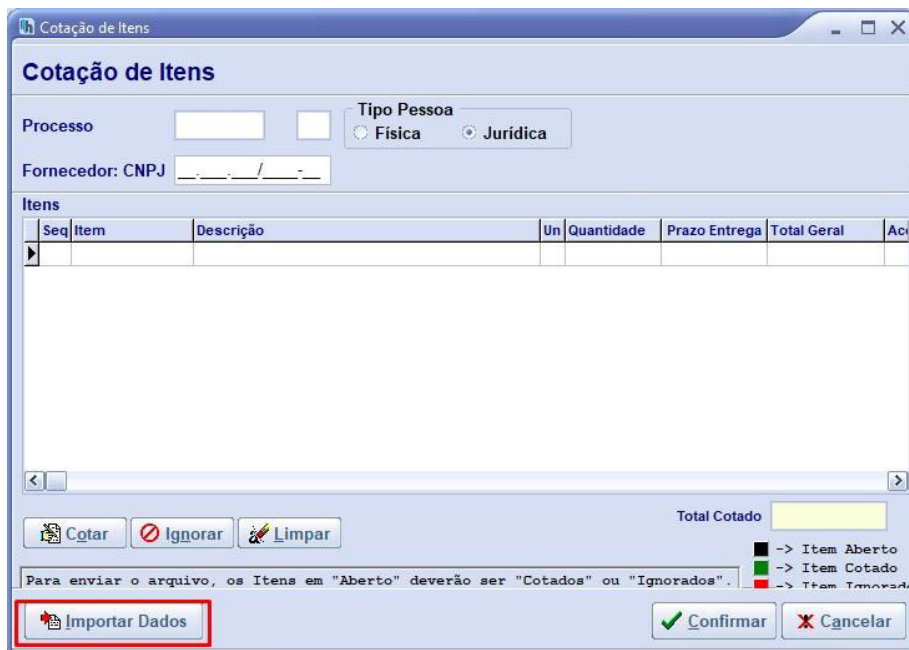 Cotação de Itens
Cotação de Itens
Processo
Tipo Pessoa
Física Jurídica
Fornecedor: CNPJ __.___.___/____-__
Itens
Seq Item Descrição Un Quantidade Prazo Entrega Total Geral
Cotar Ignorar Limpar
Total Cotado
-> Item Aberto
-> Item Cotado
-> Item
Para enviar o arquivo, os Itens em "Aberto" deverão ser "Cotados" ou "Ignorados".
Importar Dados Confirmar Cancelar